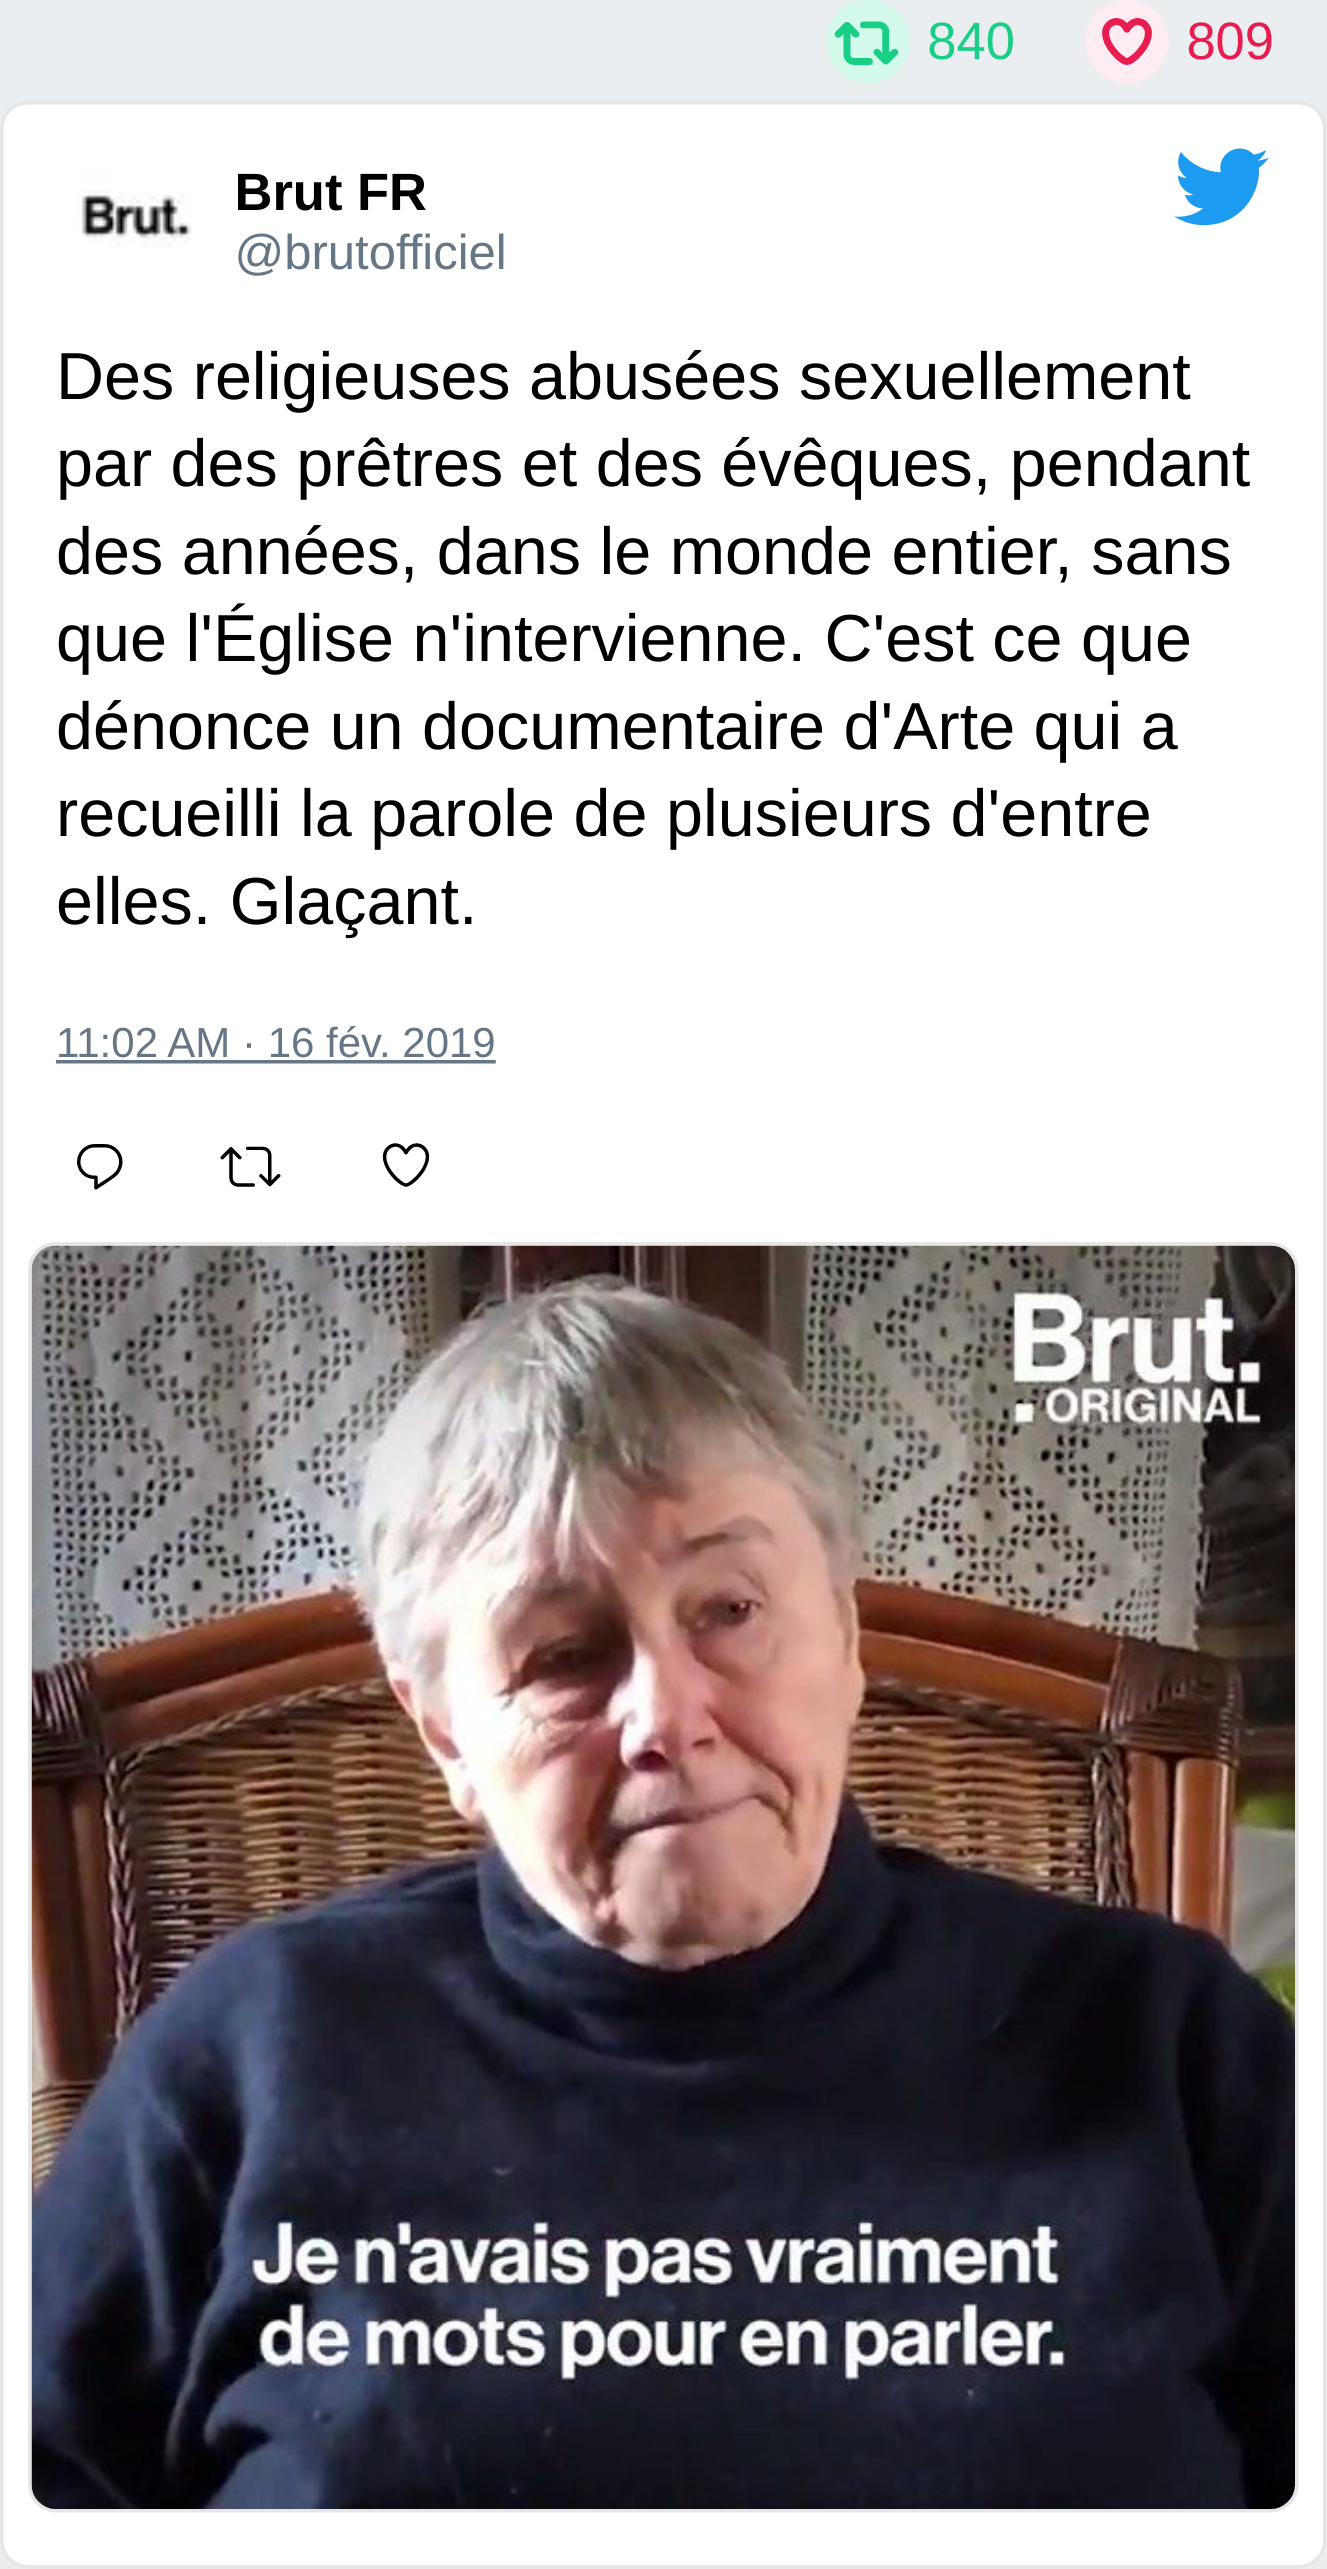 840 809
Brut.
Brut FR
@brutofficiel
Des religieuses abusées sexuellement
par des prêtres et des évêques, pendant
des années, dans le monde entier, sans
que l'Église n'intervienne. C'est ce que
dénonce un documentaire d'Arte qui a
recueilli la parole de plusieurs d'entre
elles. Glaçant.
11:02 AM · 16 fév. 2019
Brut.
ORIGINAL
Je n'avais pas vraiment
de mots pour en parler.